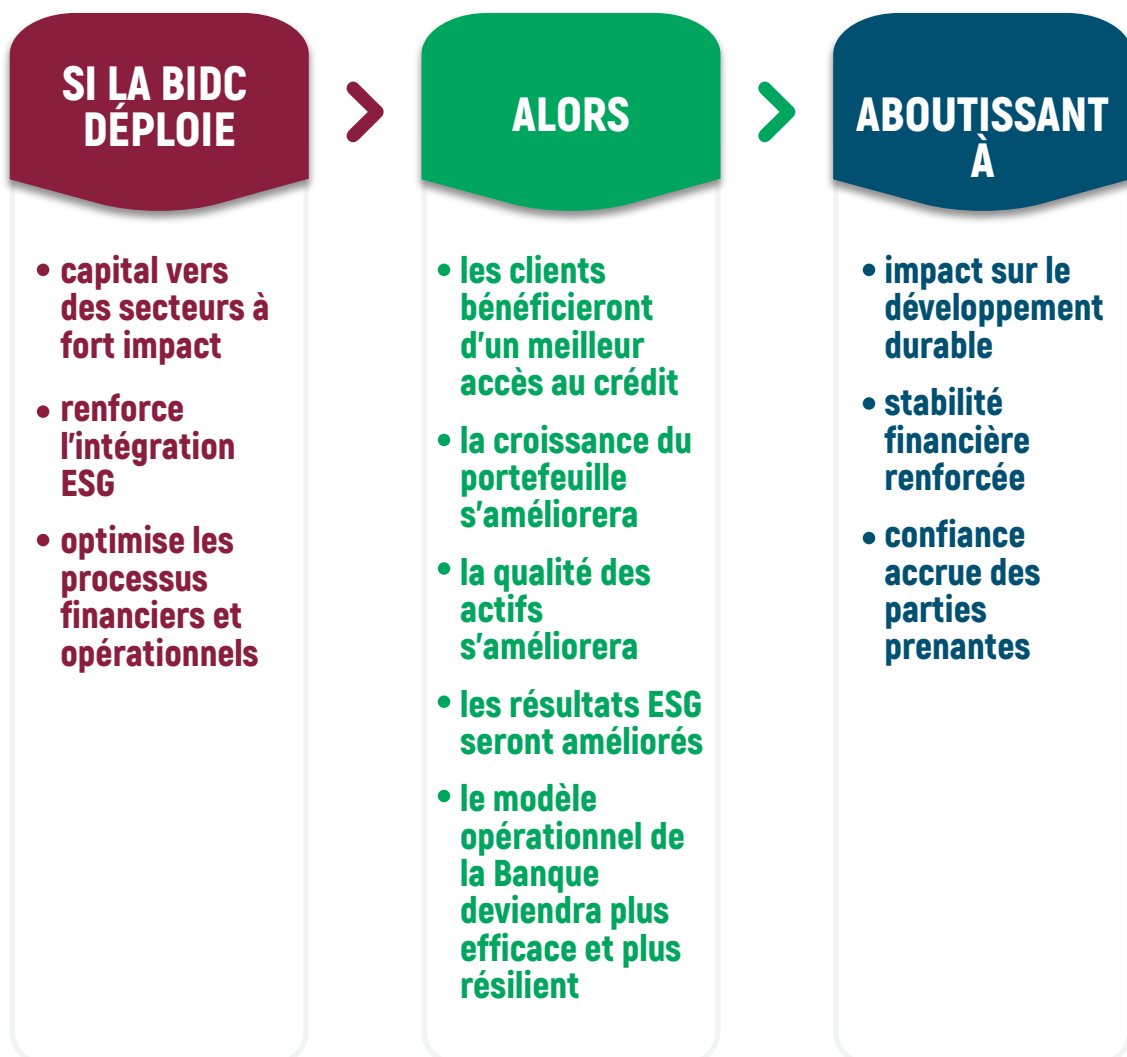 SI LA BIDC
DÉPLOIE
• capital vers
des secteurs à
fort impact
• renforce
l'intégration
ESG
• optimise les
processus
financiers et
opérationnels
ALORS
• les clients
bénéficieront
d'un meilleur
accès au crédit
• la croissance du
portefeuille
s'améliorera
• la qualité des
actifs
s'améliorera
• les résultats ESG
seront améliorés
• le modèle
opérationnel de
la Banque
deviendra plus
efficace et plus
résilient
ABOUTISSANT
À
• impact sur le
développement
durable
• stabilité
financière
renforcée
• confiance
accrue des
parties
prenantes